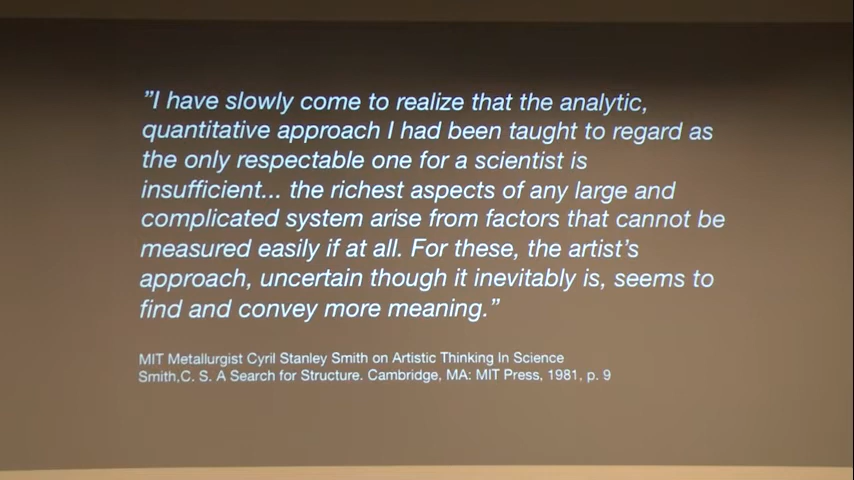 ”I have slowly come to realize that the analytic,
quantitative approach I had been taught to regard as
the only respectable one for a scientist is
insufficient... the richest aspects of any large and
complicated system arise from factors that cannot be
measured easily if at all. For these, the artist’s
approach, uncertain though it inevitably is, seems to
find and convey more meaning.”
MIT Metallurgist Cyril Stanley Smith on Artistic Thinking In Science
Smith,C. S. A Search for Structure. Cambridge, MA: MIT Press, 1981, p. 9